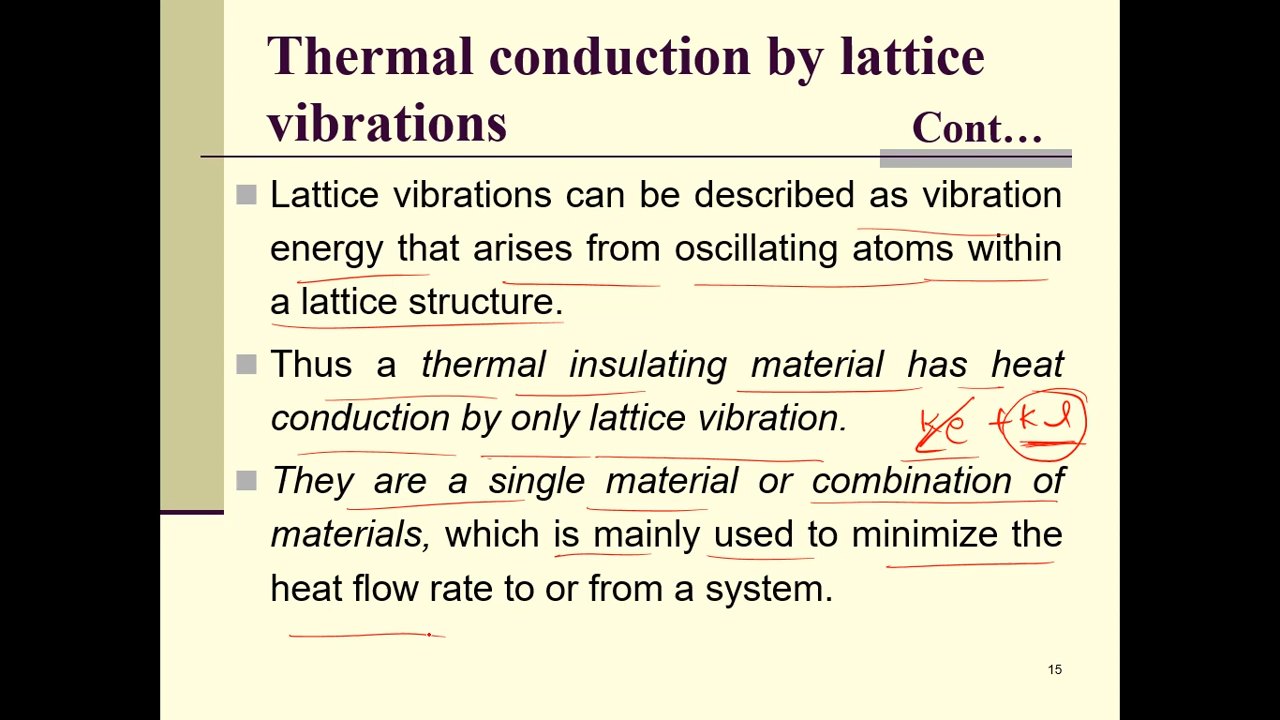 Thermal conduction by lattice
vibrations Cont…
Lattice vibrations can be described as vibration
energy that arises from oscillating atoms within
a lattice structure.
Thus a thermal insulating material has heat
conduction by only lattice vibration.
ke + kl
They are a single material or combination of
materials, which is mainly used to minimize the
heat flow rate to or from a system.
15